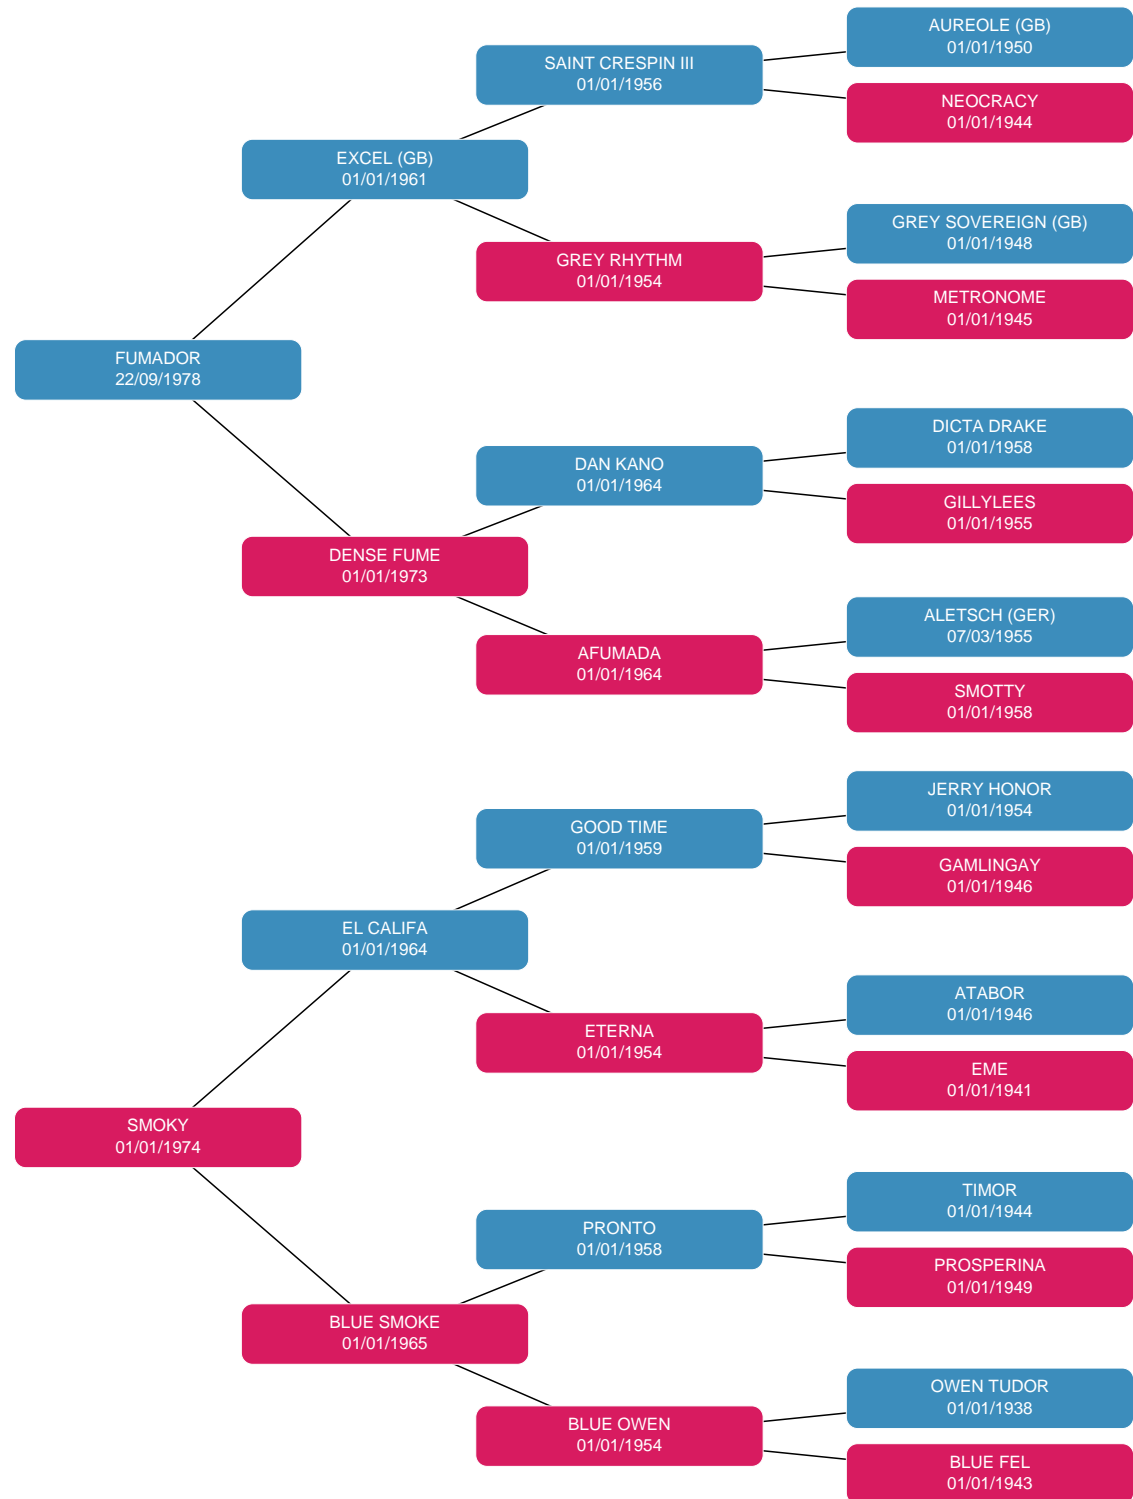 AUREOLE (GB)
01/01/1950
SAINT CRESPIN III
01/01/1956
NEOCRACY
01/01/1944
EXCEL (GB)
01/01/1961
GREY SOVEREIGN (GB)
01/01/1948
GREY RHYTHM
01/01/1954
METRONOME
01/01/1945
FUMADOR
22/09/1978
DICTA DRAKE
01/01/1958
DAN KANO
01/01/1964
GILLYLEES
01/01/1955
DENSE FUME
01/01/1973
ALETSCH (GER)
07/03/1955
AFUMADA
01/01/1964
SMOTTY
01/01/1958
JERRY HONOR
01/01/1954
GOOD TIME
01/01/1959
GAMLINGAY
01/01/1946
EL CALIFA
01/01/1964
ATABOR
01/01/1946
ETERNA
01/01/1954
EME
01/01/1941
SMOKY
01/01/1974
TIMOR
01/01/1944
PRONTO
01/01/1958
PROSPERINA
01/01/1949
BLUE SMOKE
01/01/1965
OWEN TUDOR
01/01/1938
BLUE OWEN
01/01/1954
BLUE FEL
01/01/1943